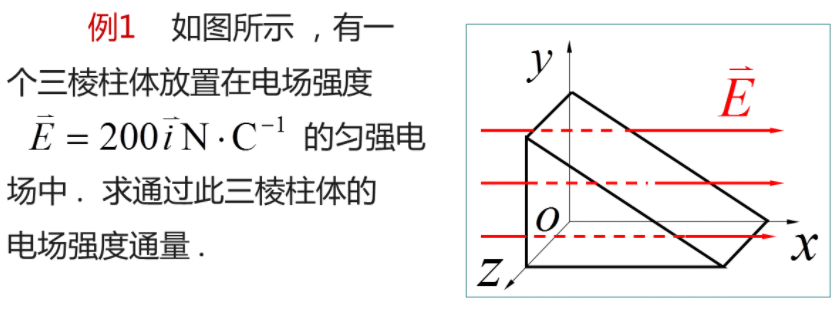 例1 如图所示 ，有一
个三棱柱体放置在电场强度
$\vec{E} = 200\vec{i}\,\mathrm{N \cdot C^{-1}}$ 的匀强电
场中 . 求通过此三棱柱体的
电场强度通量 .
y
$\vec{E}$
o
x
z